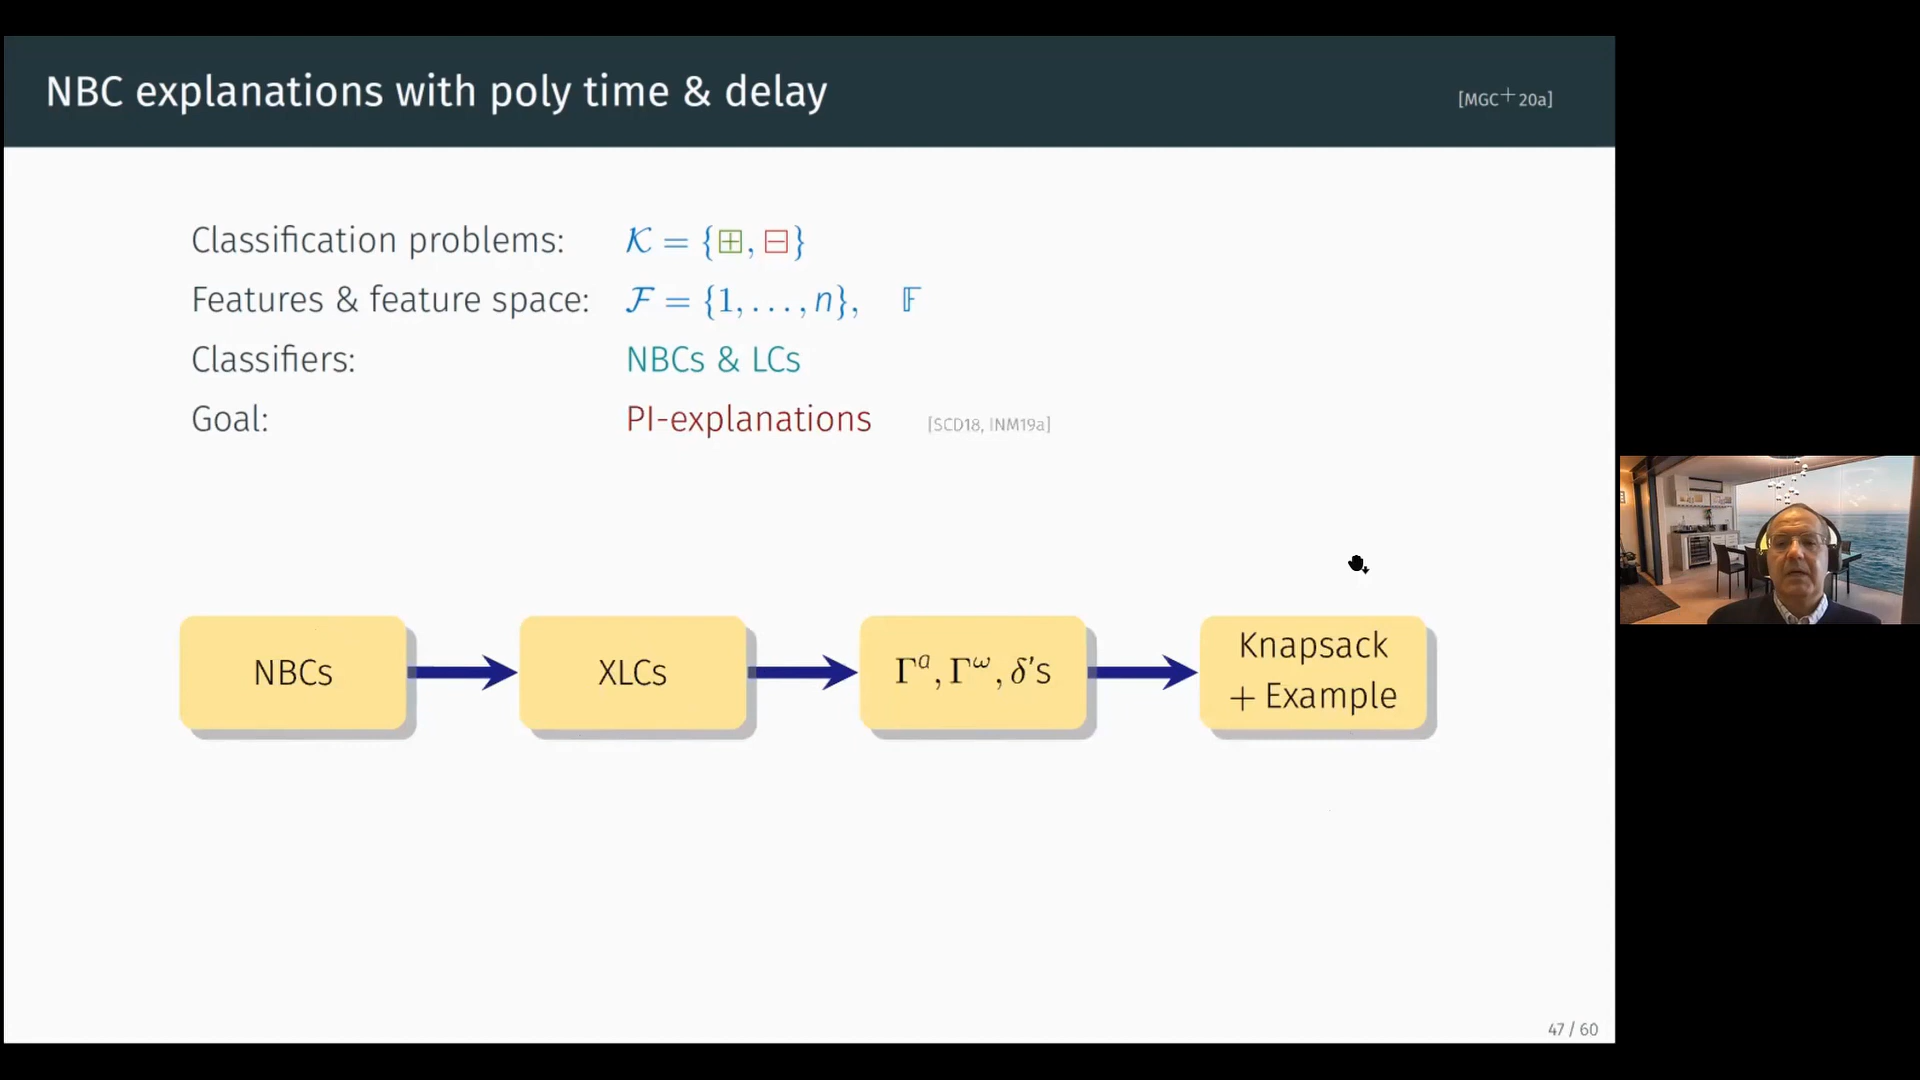 NBC explanations with poly time & delay
[MGC+20a]
Classification problems: 𝒦 = {⊞, ⊟}
Features & feature space: ℱ = {1, . . . , n}, 𝔽
Classifiers: NBCs & LCs
Goal: PI-explanations [SCD18, INM19a]
NBCs
XLCs
Γᵃ, Γ^ω, δ's
Knapsack
+ Example
47 / 60